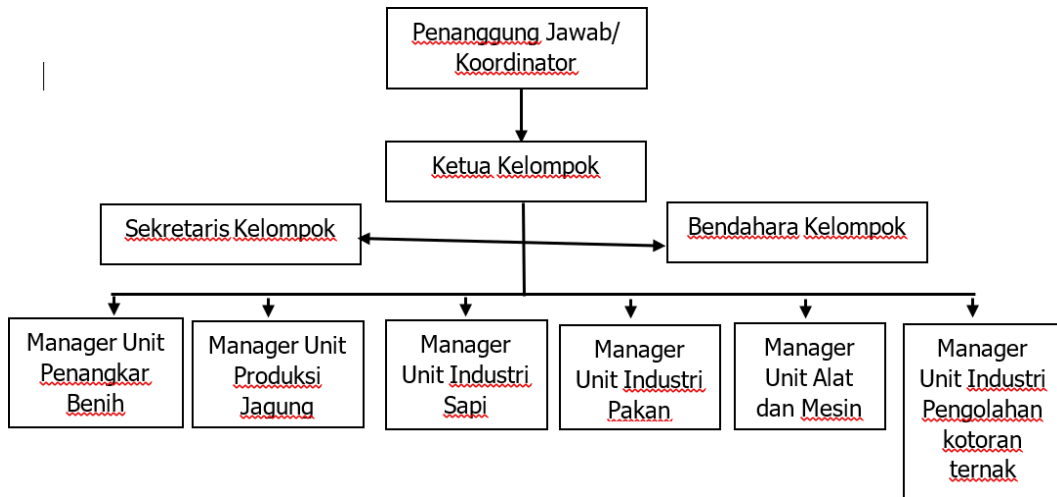 Penanggung Jawab/
Koordinator
Ketua Kelompok
Sekretaris Kelompok
Bendahara Kelompok
Manager Unit
Penangkar
Benih
Manager Unit
Produksi
Jagung
Manager
Unit Industri
Sapi
Manager
Unit Industri
Pakan
Manager
Unit Alat
dan Mesin
Manager
Unit Industri
Pengolahan
kotoran
ternak